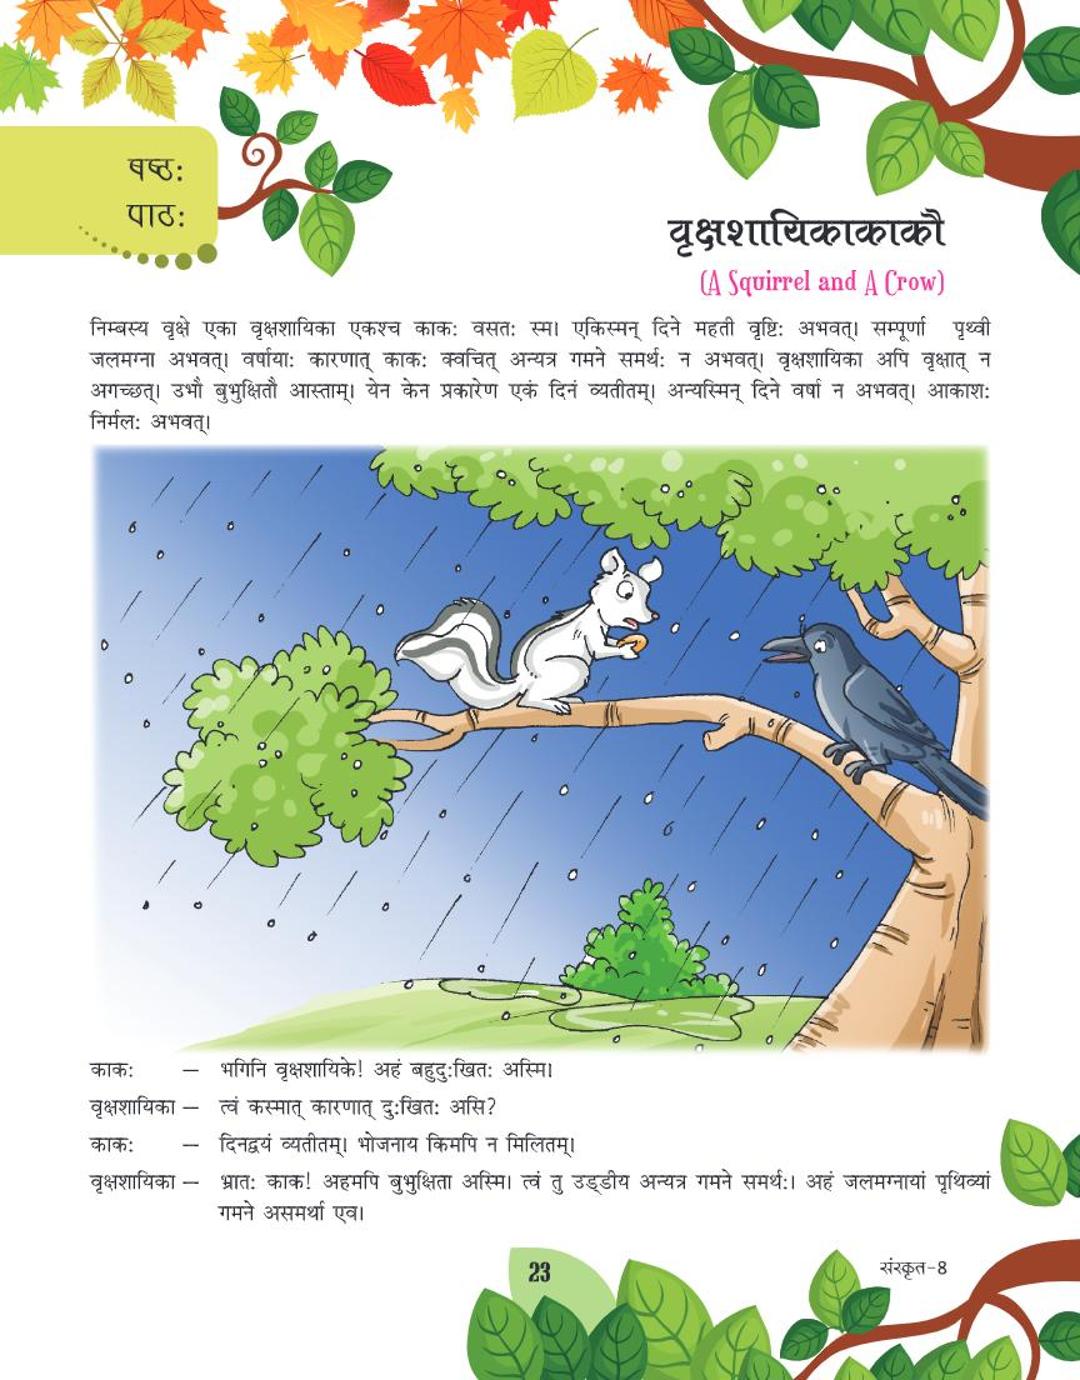 षष्ठ:
पाठ:
वृक्षशायिकाकाकौ
(A Squirrel and A Crow)
निम्बस्य वृक्षे एका वृक्षशायिका एकश्च काक: वसत: स्म। एकिस्मन् दिने महती वृष्टि: अभवत्। सम्पूर्णा पृथ्वी
जलमग्ना अभवत्। वर्षाया: कारणात् काक: क्वचित् अन्यत्र गमने समर्थ: न अभवत्। वृक्षशायिका अपि वृक्षात् न
अगच्छत्। उभौ बुभुक्षितौ आस्ताम्। येन केन प्रकारेण एकं दिनं व्यतीतम्। अन्यस्मिन् दिने वर्षा न अभवत्। आकाश:
निर्मल: अभवत्।
काक: – भगिनि वृक्षशायिके! अहं बहुदु:खित: अस्मि।
वृक्षशायिका – त्वं कस्मात् कारणात् दु:खित: असि?
काक: – दिनद्वयं व्यतीतम्। भोजनाय किमपि न मिलितम्।
वृक्षशायिका – भ्रात: काक! अहमपि बुभुक्षिता अस्मि। त्वं तु उड्डीय अन्यत्र गमने समर्थ:। अहं जलमग्नायां पृथिव्यां
गमने असमर्था एव।
23
संस्कृत-8